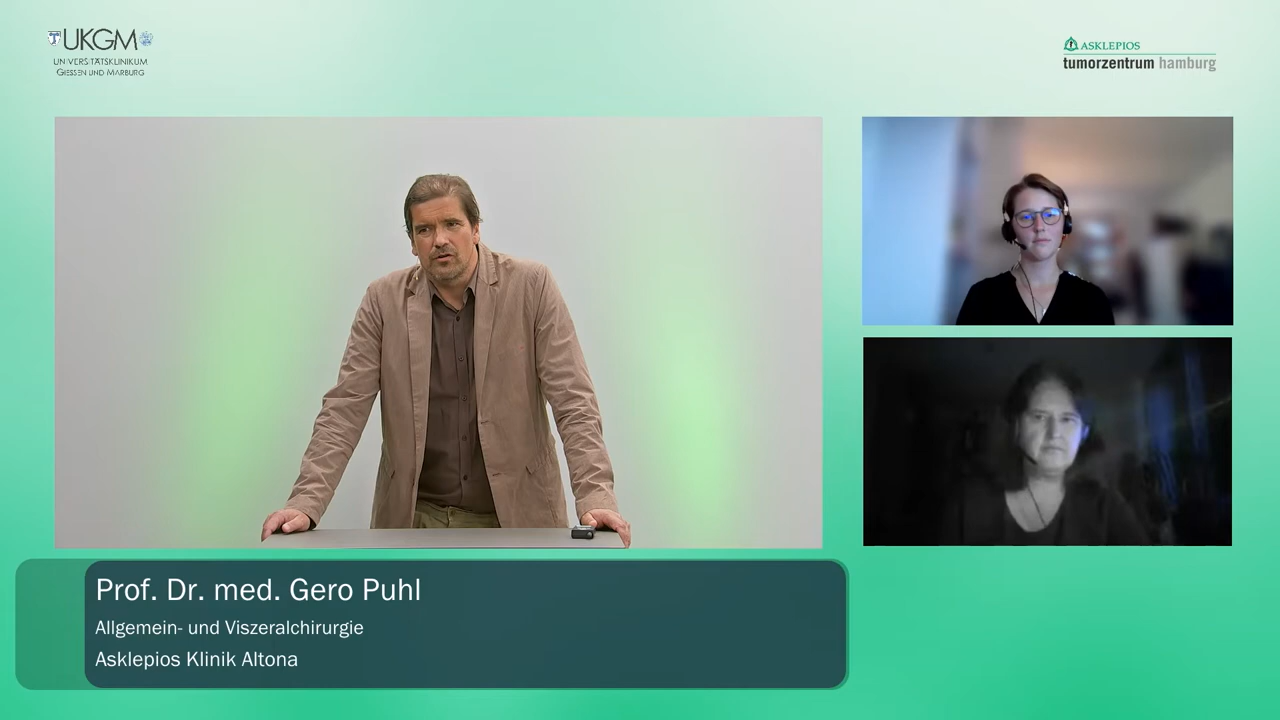 UKGM
UNIVERSITÄTSKLINIKUM
GIESSEN UND MARBURG
ASKLEPIOS
tumorzentrum hamburg
Prof. Dr. med. Gero Puhl
Allgemein- und Viszeralchirurgie
Asklepios Klinik Altona